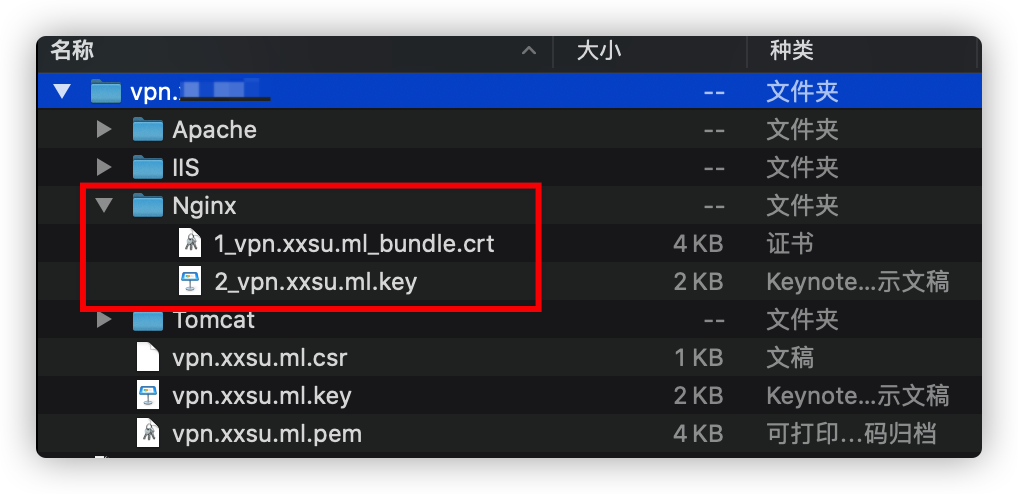 名称 大小 种类
vpn. -- 文件夹
Apache -- 文件夹
IIS -- 文件夹
Nginx -- 文件夹
1_vpn.xxsu.ml_bundle.crt 4 KB 证书
2_vpn.xxsu.ml.key 2 KB Keynote...示文稿
Tomcat -- 文件夹
vpn.xxsu.ml.csr 1 KB 文稿
vpn.xxsu.ml.key 2 KB Keynote...示文稿
vpn.xxsu.ml.pem 4 KB 可打印...码归档